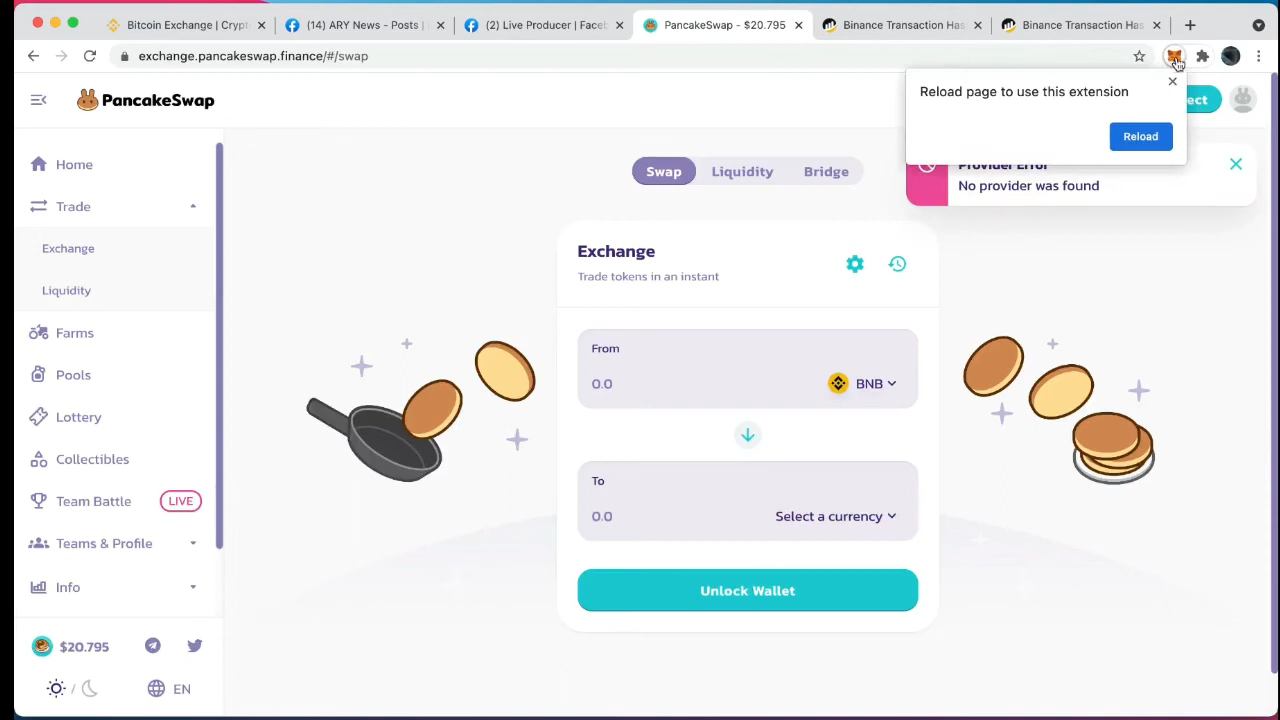 Bitcoin Exchange | Crypt
(14) ARY News - Posts |
(2) Live Producer | Faceb
PancakeSwap - $20.795
Binance Transaction Has
Binance Transaction Has
exchange.pancakeswap.finance/#/swap
Reload page to use this extension
Reload
PancakeSwap
ect
Provider Error
No provider was found
Home
Trade
Exchange
Liquidity
Farms
Pools
Lottery
Collectibles
Team Battle LIVE
Teams & Profile
Info
$20.795
/
EN
Swap Liquidity Bridge
Exchange
Trade tokens in an instant
From
0.0 BNB
To
0.0 Select a currency
Unlock Wallet